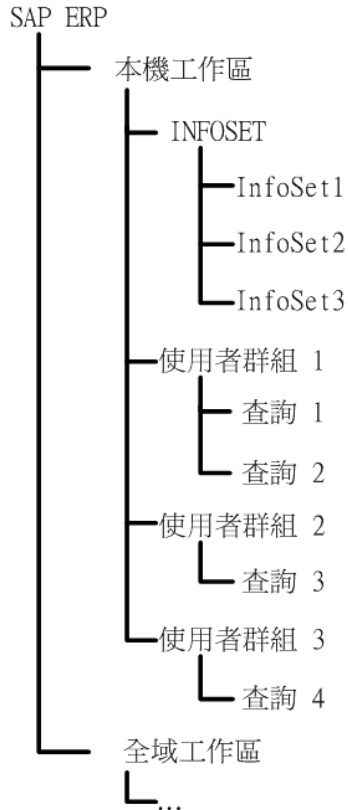 SAP ERP
本機工作區
INFOSET
InfoSet1
InfoSet2
InfoSet3
使用者群組 1
查詢 1
查詢 2
使用者群組 2
查詢 3
使用者群組 3
查詢 4
全域工作區
...